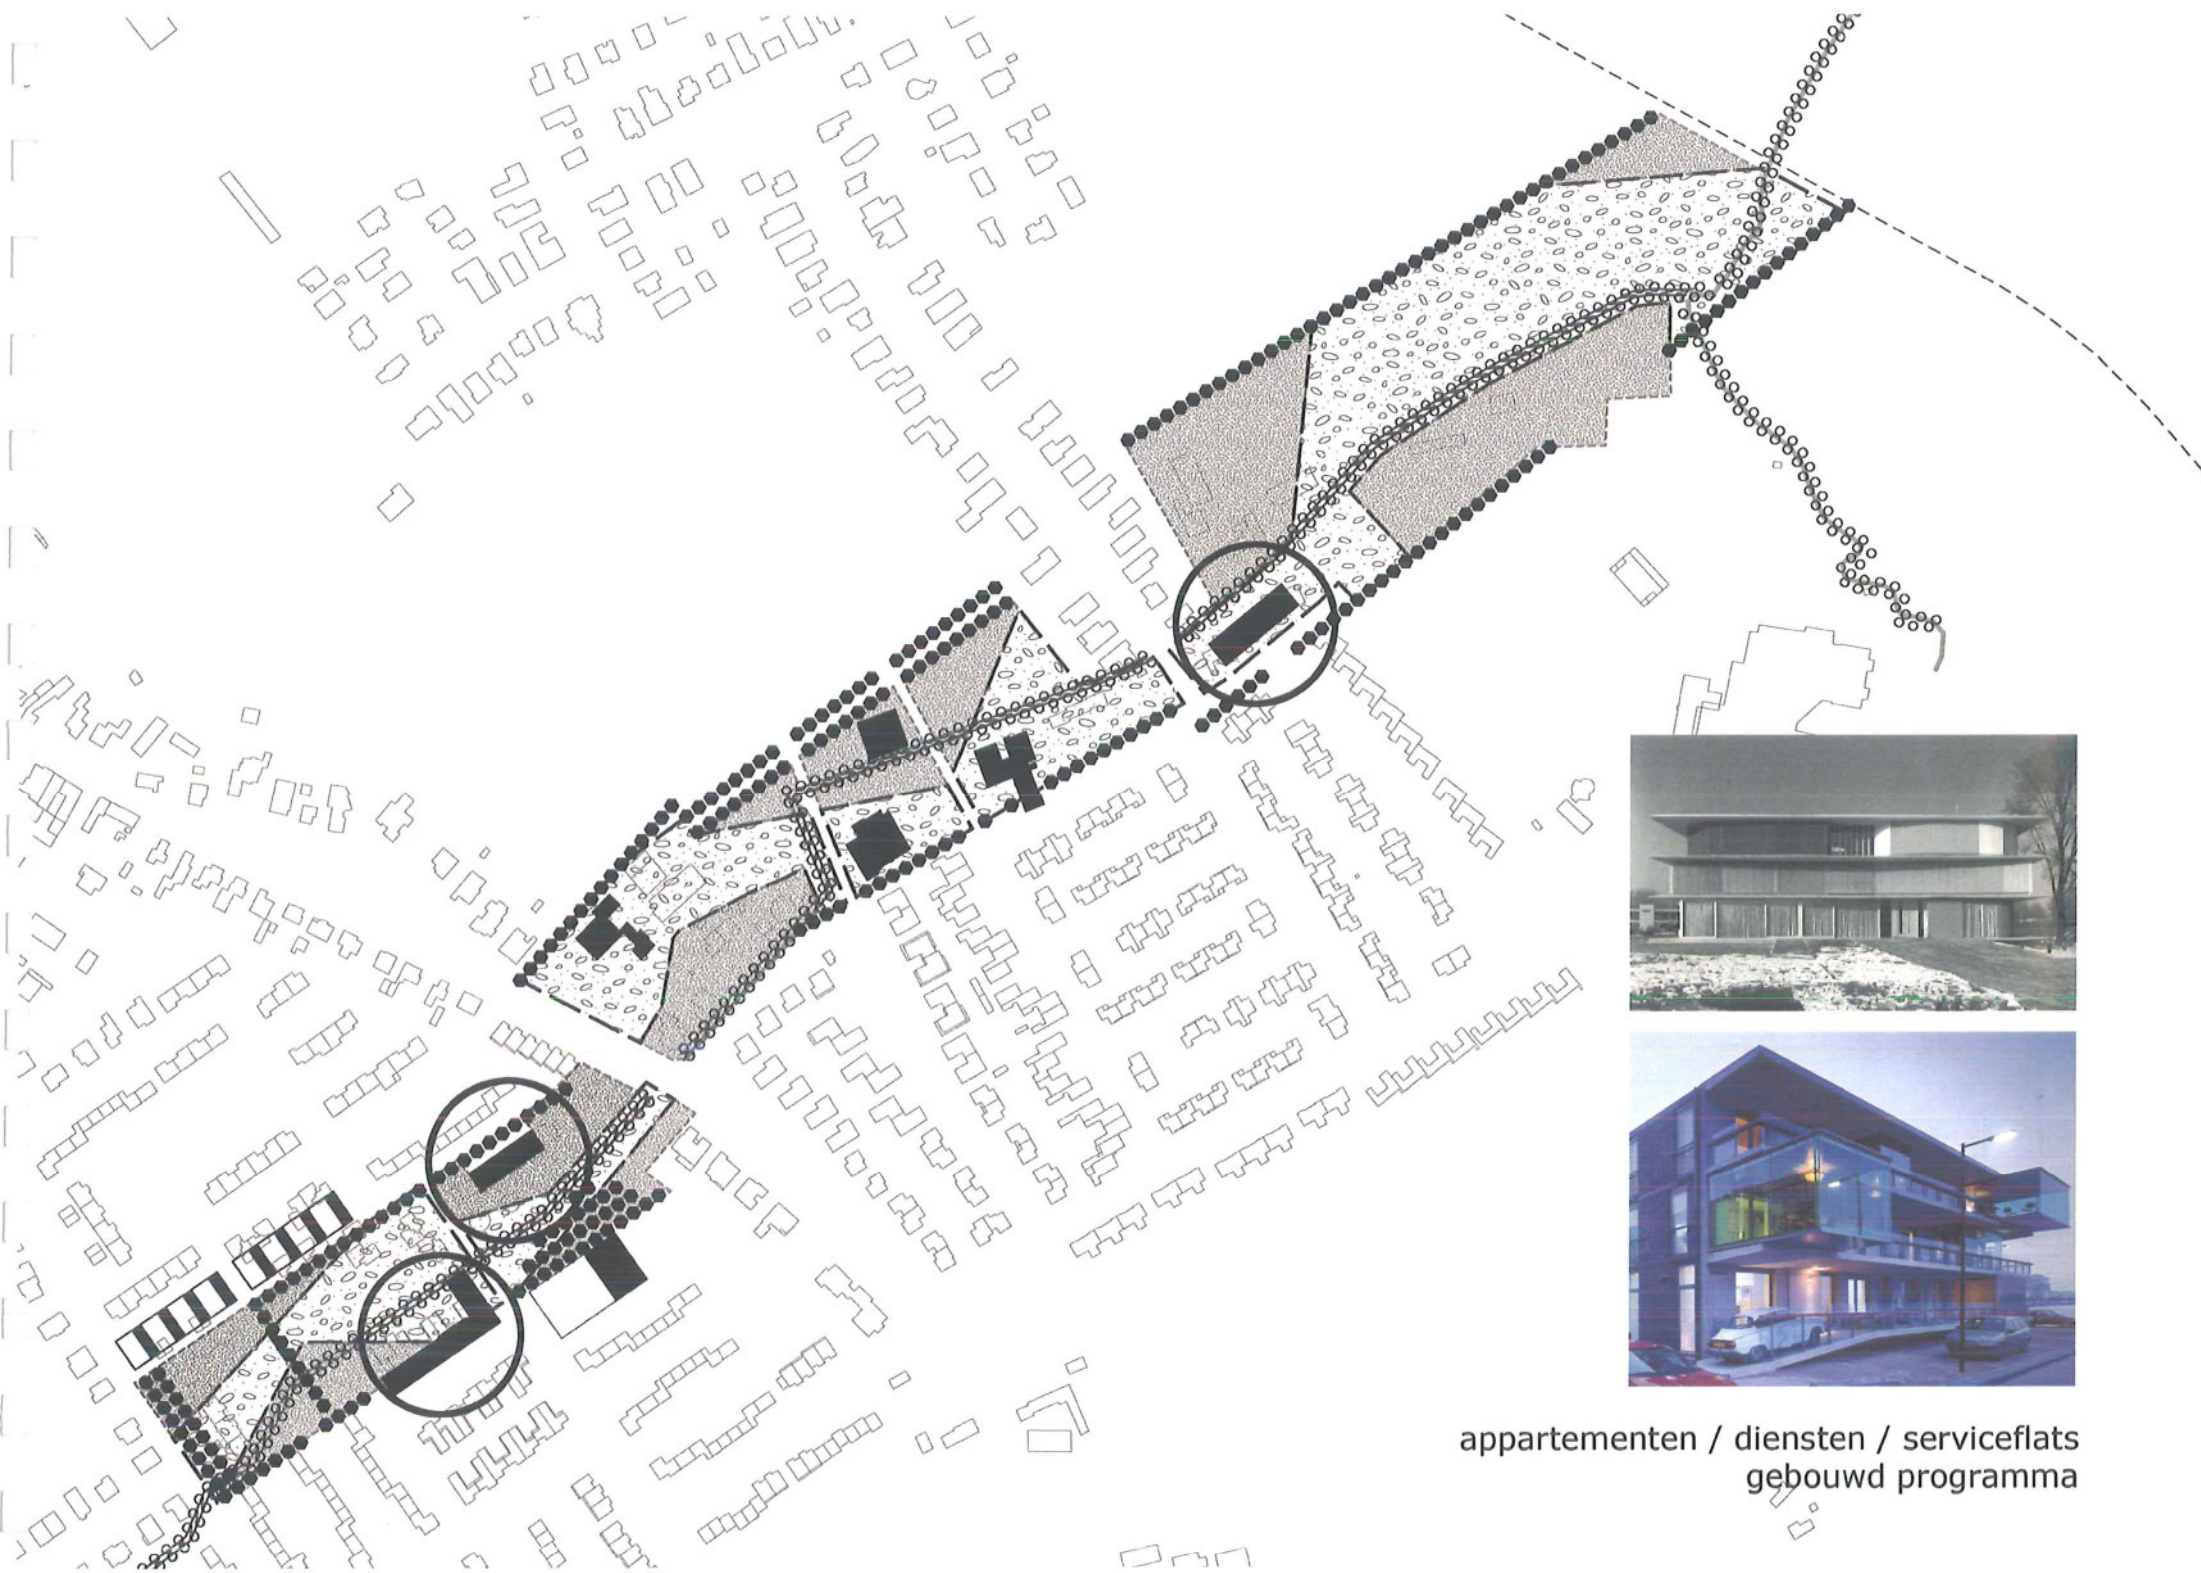 appartementen / diensten / serviceflats
gebouwd programma